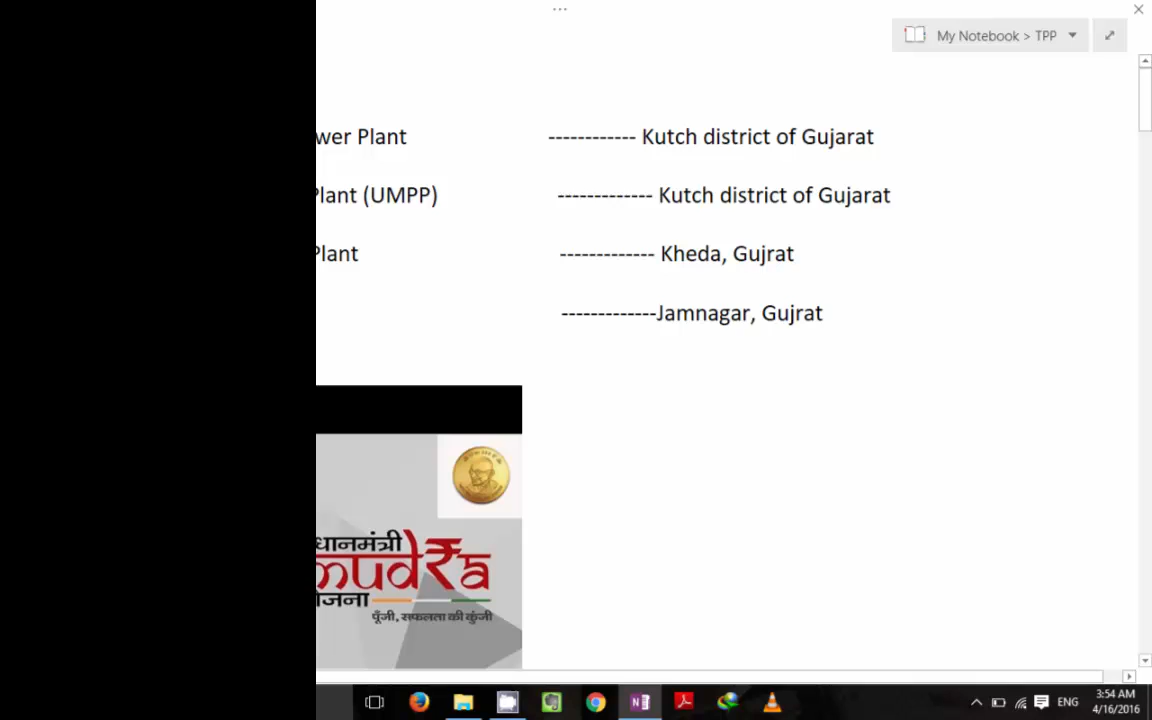 My Notebook > TPP
wer Plant ------------ Kutch district of Gujarat
Plant (UMPP) ------------- Kutch district of Gujarat
Plant ------------- Kheda, Gujrat
-------------Jamnagar, Gujrat
धानमंत्री
mudra
जना
पूँजी, सफलता की कुंजी
ENG
3:54 AM
4/16/2016